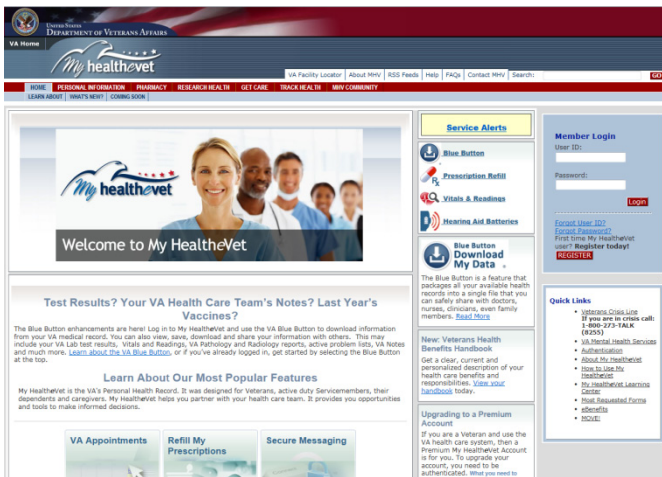 UNITED STATES
DEPARTMENT OF VETERANS AFFAIRS
VA Home
My healthevet
VA Facility Locator About MHV RSS Feeds Help FAQs Contact MHV Search: GO
HOME PERSONAL INFORMATION PHARMACY RESEARCH HEALTH GET CARE TRACK HEALTH MHV COMMUNITY
LEARN ABOUT WHAT'S NEW? COMING SOON
My healthevet
Welcome to My HealtheVet
Test Results? Your VA Health Care Team's Notes? Last Year's
Vaccines?
The Blue Button enhancements are here! Log in to My HealtheVet and use the VA Blue Button to download information
from your VA medical record. You can also view, save, download and share your information with others. This may
include your VA Lab test results, Vitals and Readings, Pathology and Radiology reports, active problem lists, VA Notes
and much more. Learn about the VA Blue Button, or if you've already logged in, get started by selecting the Blue Button
at the top.
Learn About Our Most Popular Features
My HealtheVet is the VA's Personal Health Record. It was designed for Veterans, active duty Servicemembers, their
dependents and caregivers. My HealtheVet helps you partner with your health care team. It provides you opportunities
and tools to make informed decisions.
VA Appointments
Refill My
Prescriptions
Secure Messaging
Service Alerts
Blue Button
Prescription Refill
Vitals & Readings
Hearing Aid Batteries
Blue Button
Download
My Data
The Blue Button is a feature that
packages all your available health
records into a single file that you
can safely share with doctors,
nurses, clinicians, even family
members. Read More
New: Veterans Health
Benefits Handbook
Get a clear, current and
personalized description of your
health care benefits and
responsibilities. View your
handbook today.
Upgrading to a Premium
Account
If you are a Veteran and use the
VA health care system, then a
Premium My HealtheVet Account
is for you. To upgrade your
account, you need to be
authenticated. What you need to
Member Login
User ID:
Password:
Login
Forgot User ID?
Forgot Password?
First time My HealtheVet
user? Register today!
REGISTER
Quick Links
Veterans Crisis Line
If you are in crisis call:
1-800-273-TALK
(8255)
VA Mental Health Services
Authentication
About My HealtheVet
How to Use My
HealtheVet
My HealtheVet Learning
Center
Most Requested Forms
eBenefits
MOVE!